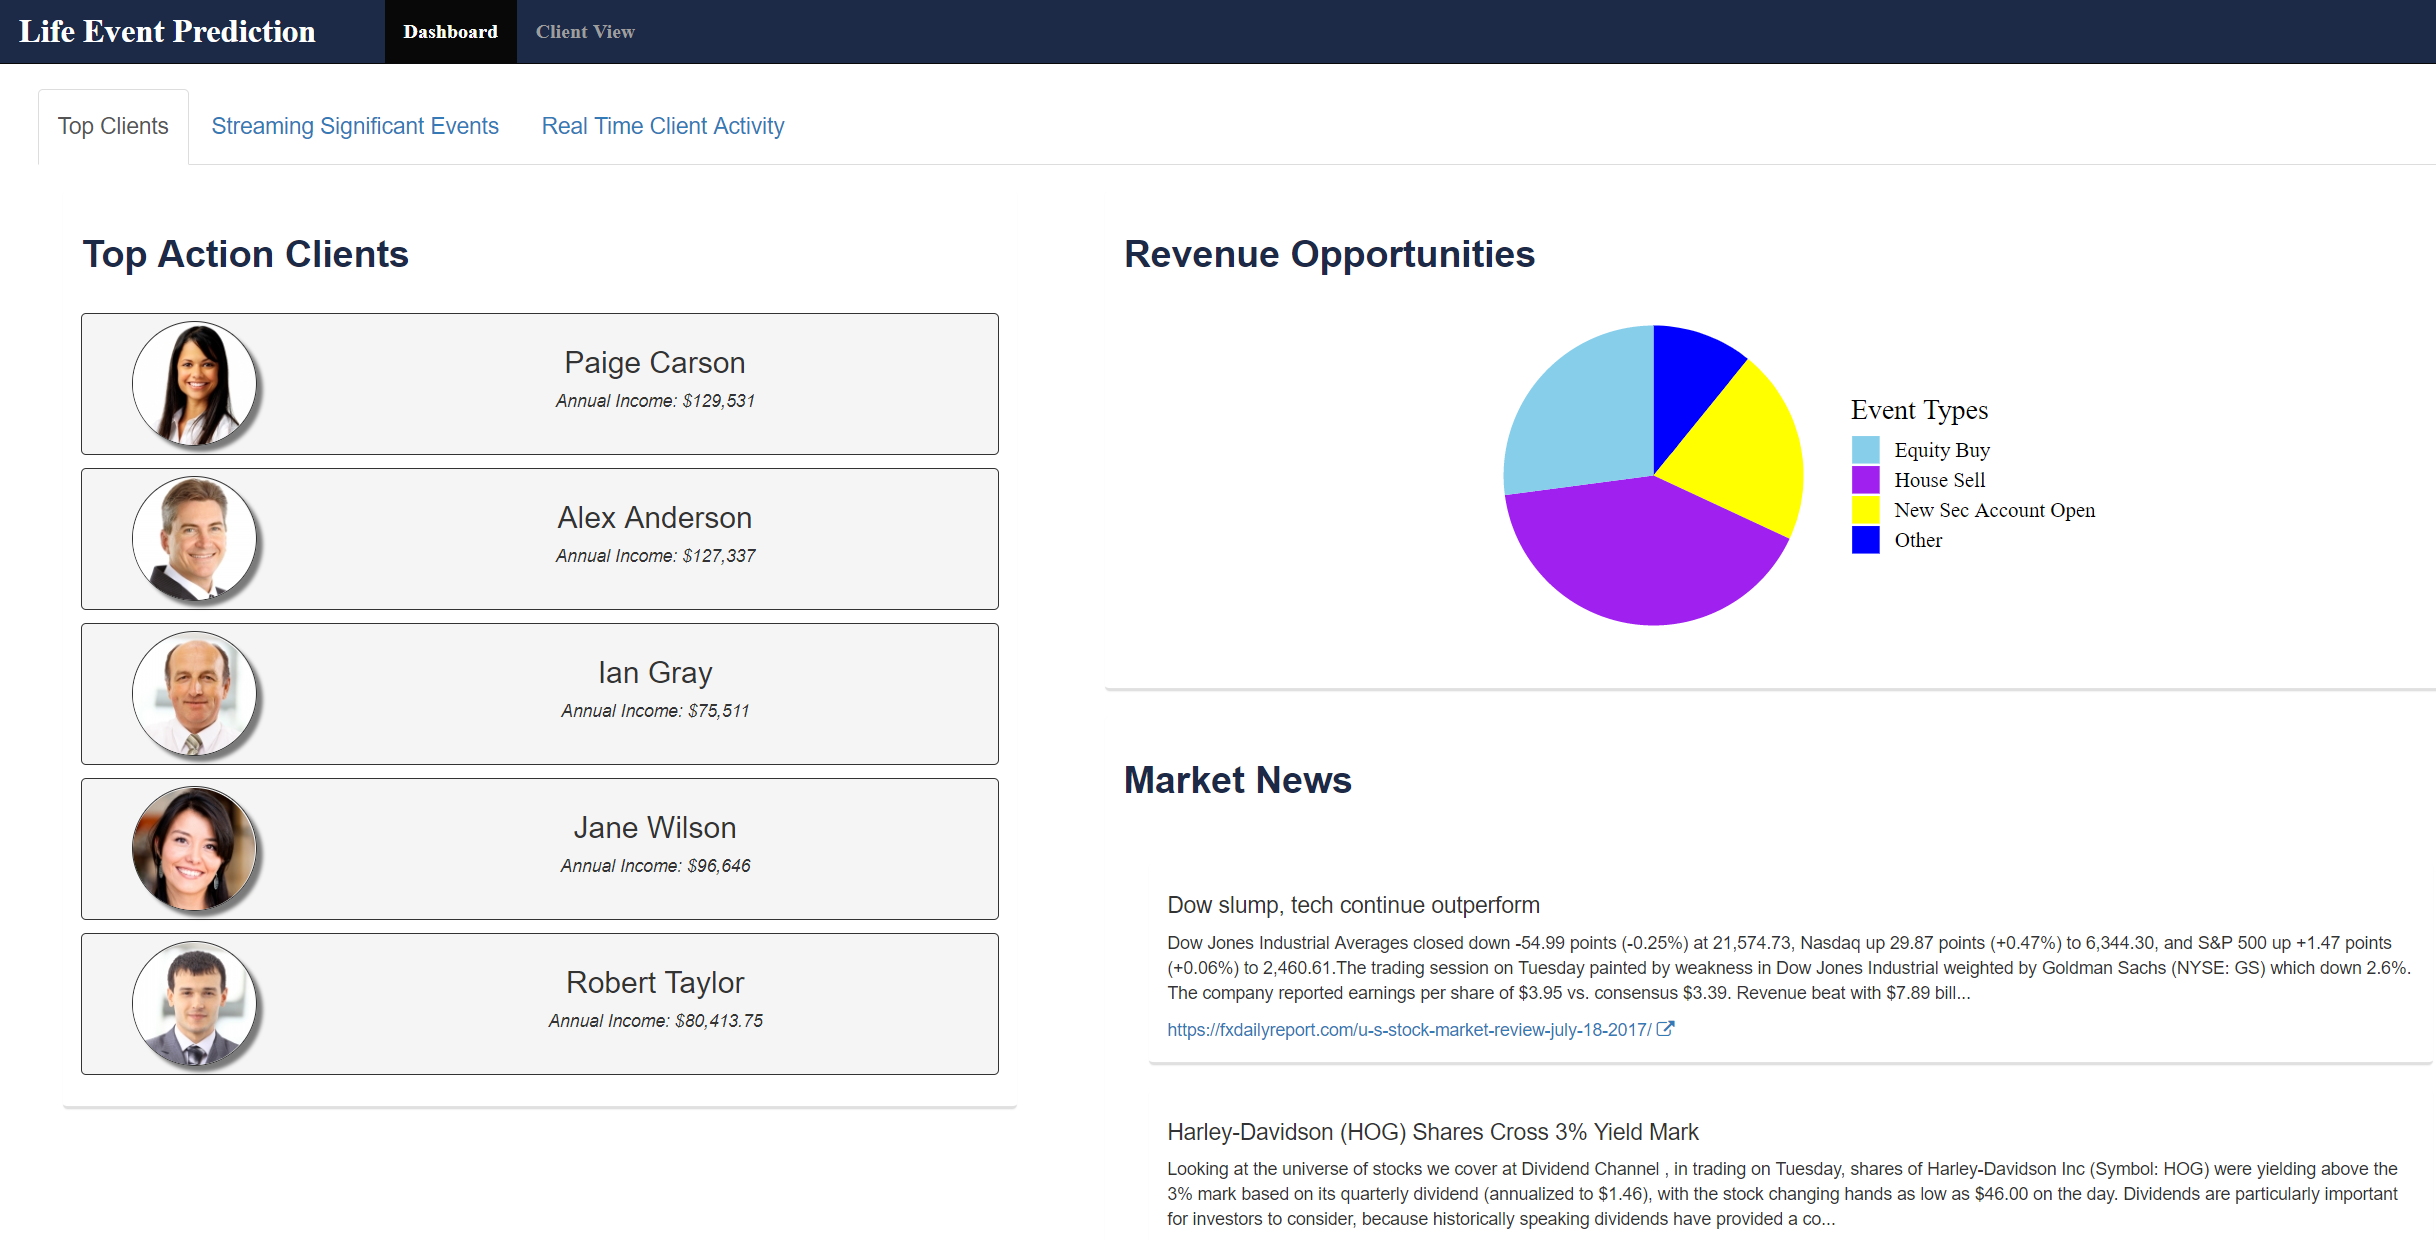 Life Event Prediction
Dashboard
Client View
Top Clients
Streaming Significant Events
Real Time Client Activity
Top Action Clients
Paige Carson
Annual Income: $129,531
Alex Anderson
Annual Income: $127,337
Ian Gray
Annual Income: $75,511
Jane Wilson
Annual Income: $96,646
Robert Taylor
Annual Income: $80,413.75
Revenue Opportunities
Event Types
Equity Buy
House Sell
New Sec Account Open
Other
Market News
Dow slump, tech continue outperform
Dow Jones Industrial Averages closed down -54.99 points (-0.25%) at 21,574.73, Nasdaq up 29.87 points (+0.47%) to 6,344.30, and S&P 500 up +1.47 points
(+0.06%) to 2,460.61.The trading session on Tuesday painted by weakness in Dow Jones Industrial weighted by Goldman Sachs (NYSE: GS) which down 2.6%.
The company reported earnings per share of $3.95 vs. consensus $3.39. Revenue beat with $7.89 bill...
https://fxdailyreport.com/u-s-stock-market-review-july-18-2017/
Harley-Davidson (HOG) Shares Cross 3% Yield Mark
Looking at the universe of stocks we cover at Dividend Channel , in trading on Tuesday, shares of Harley-Davidson Inc (Symbol: HOG) were yielding above the
3% mark based on its quarterly dividend (annualized to $1.46), with the stock changing hands as low as $46.00 on the day. Dividends are particularly important
for investors to consider, because historically speaking dividends have provided a co...